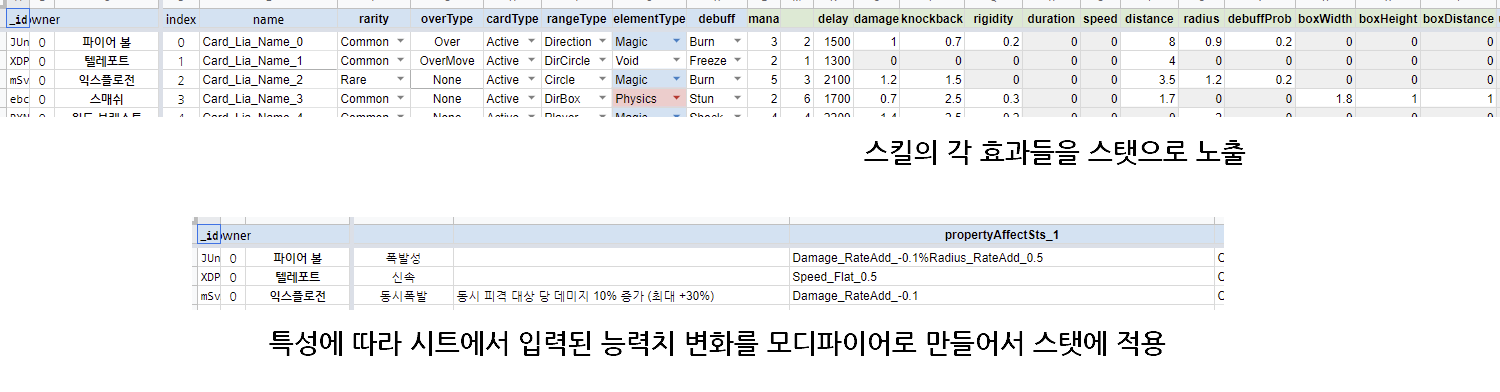 _id owner index name rarity overType cardType rangeType elementType debuff mana ... delay damage knockback rigidity duration speed distance radius debuffProb boxWidth boxHeight boxDistance
JUn 0 파이어 볼 0 Card_Lia_Name_0 Common Over Active Direction Magic Burn 3 2 1500 1 0.7 0.2 0 0 8 0.9 0.2 0 0 0
XDP 0 텔레포트 1 Card_Lia_Name_1 Common OverMove Active DirCircle Void Freeze 2 1 1300 0 0 0 0 0 4 0 0 0 0 0
mSv 0 익스플로전 2 Card_Lia_Name_2 Rare None Active Circle Magic Burn 5 3 2100 1.2 1.5 0 0 3.5 1.2 0.2 0 0 0
ebc 0 스매쉬 3 Card_Lia_Name_3 Common None Active DirBox Physics Stun 2 6 1700 0.7 2.5 0.3 0 0 1.7 0 0 1.8 1 1
스킬의 각 효과들을 스탯으로 노출
_id owner propertyAffectSts_1
JUn 0 파이어 볼 폭발성 Damage_RateAdd_-0.1%Radius_RateAdd_0.5
XDP 0 텔레포트 신속 Speed_Flat_0.5
mSv 0 익스플로전 동시폭발 동시 피격 대상 당 데미지 10% 증가 (최대 +30%) Damage_RateAdd_-0.1
특성에 따라 시트에서 입력된 능력치 변화를 모디파이어로 만들어서 스탯에 적용